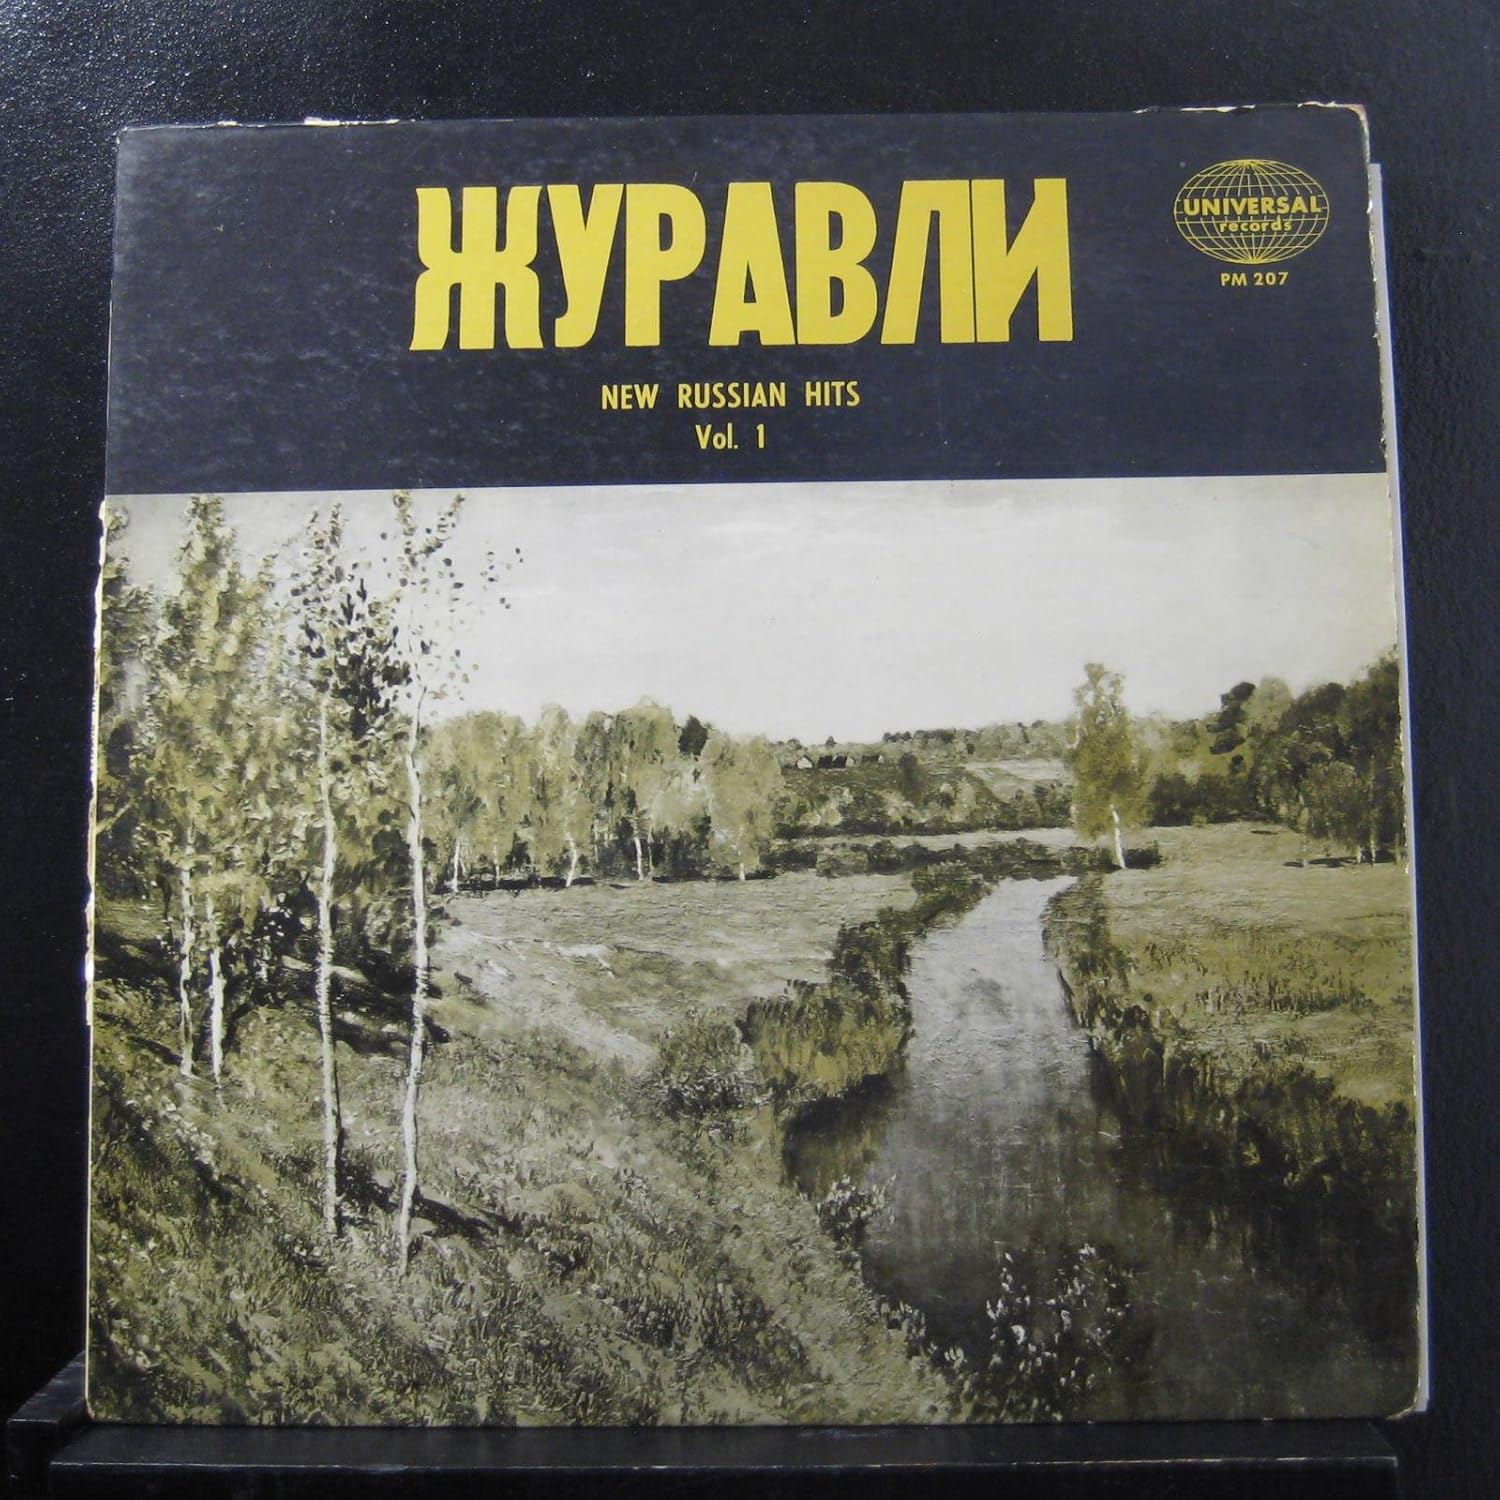 ЖУРАВЛИ
UNIVERSAL
records
PM 207
NEW RUSSIAN HITS
Vol. 1